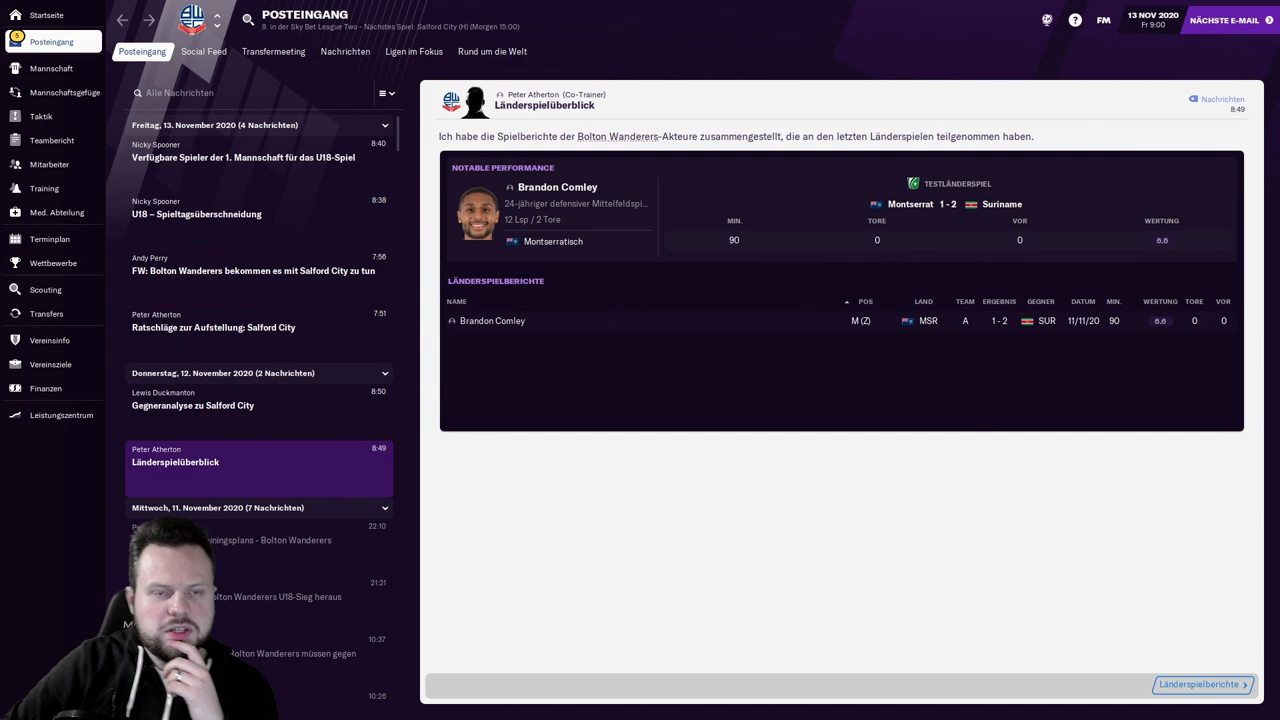 Startseite
5
Posteingang
Mannschaft
Mannschaftsgefüge
Taktik
Teambericht
Mitarbeiter
Training
Med. Abteilung
Terminplan
Wettbewerbe
Scouting
Transfers
Vereinsinfo
Vereinsziele
Finanzen
Leistungszentrum
POSTEINGANG
9. in der Sky Bet League Two - Nächstes Spiel: Salford City (H) (Morgen 15:00)
FM
13 NOV 2020
Fr 9:00
NÄCHSTE E-MAIL
Posteingang
Social Feed
Transfermeeting
Nachrichten
Ligen im Fokus
Rund um die Welt
Alle Nachrichten
Freitag, 13. November 2020 (4 Nachrichten)
Nicky Spooner 8:40
Verfügbare Spieler der 1. Mannschaft für das U18-Spiel
Nicky Spooner 8:38
U18 – Spieltagsüberschneidung
Andy Perry 7:56
FW: Bolton Wanderers bekommen es mit Salford City zu tun
Peter Atherton 7:51
Ratschläge zur Aufstellung: Salford City
Donnerstag, 12. November 2020 (2 Nachrichten)
Lewis Duckmanton 8:50
Gegneranalyse zu Salford City
Peter Atherton 8:49
Länderspielüberblick
Mittwoch, 11. November 2020 (7 Nachrichten)
22:10
iningsplans - Bolton Wanderers
21:21
olton Wanderers U18-Sieg heraus
10:37
Bolton Wanderers müssen gegen
10:26
Peter Atherton (Co-Trainer)
Länderspielüberblick
Nachrichten
8:49
Ich habe die Spielberichte der Bolton Wanderers-Akteure zusammengestellt, die an den letzten Länderspielen teilgenommen haben.
NOTABLE PERFORMANCE
Brandon Comley
24-jähriger defensiver Mittelfeldspi...
12 Lsp / 2 Tore
Montserratisch
TESTLÄNDERSPIEL
Montserrat 1 - 2 Suriname
MIN. TORE VOR WERTUNG
90 0 0 6.6
LÄNDERSPIELBERICHTE
NAME POS LAND TEAM ERGEBNIS GEGNER DATUM MIN. WERTUNG TORE VOR
Brandon Comley M (Z) MSR A 1 - 2 SUR 11/11/20 90 6.6 0 0
Länderspielberichte